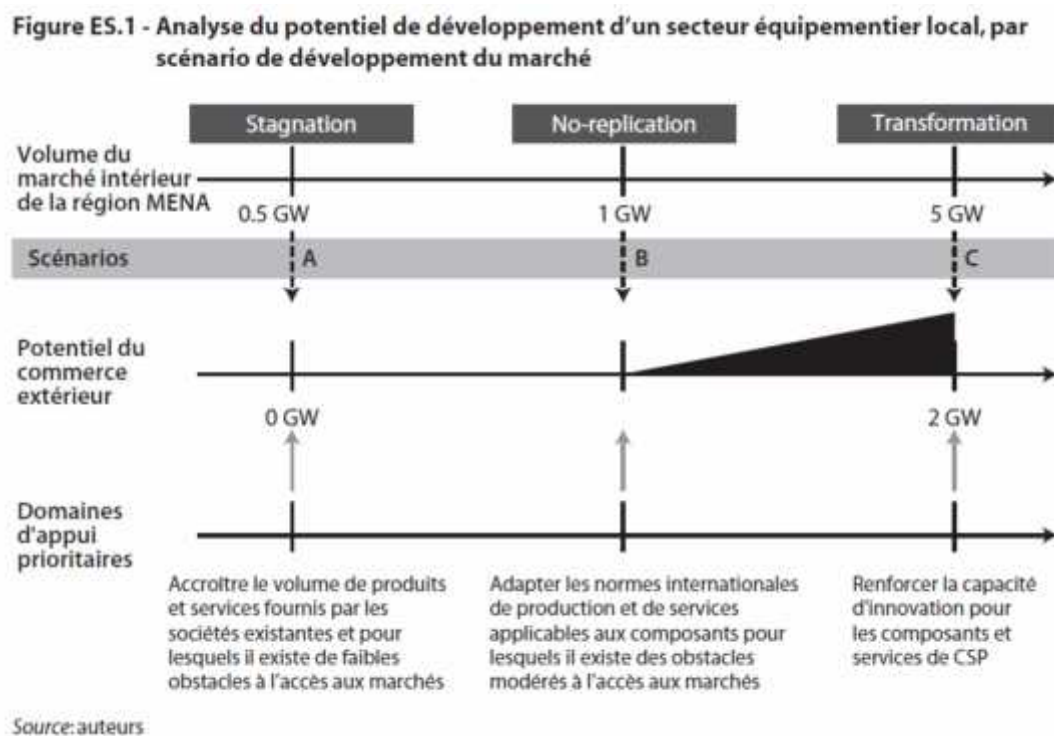 Figure ES.1 - Analyse du potentiel de développement d'un secteur équipementier local, par
scénario de développement du marché
Stagnation
No-replication
Transformation
Volume du
marché intérieur
de la région MENA
0.5 GW
1 GW
5 GW
Scénarios
A
B
C
Potentiel du
commerce
extérieur
0 GW
2 GW
Domaines
d'appui
prioritaires
Accroître le volume de produits
et services fournis par les
sociétés existantes et pour
lesquels il existe de faibles
obstacles à l'accès aux marchés
Adapter les normes internationales
de production et de services
applicables aux composants pour
lesquels il existe des obstacles
modérés à l'accès aux marchés
Renforcer la capacité
d'innovation pour
les composants et
services de CSP
Source: auteurs